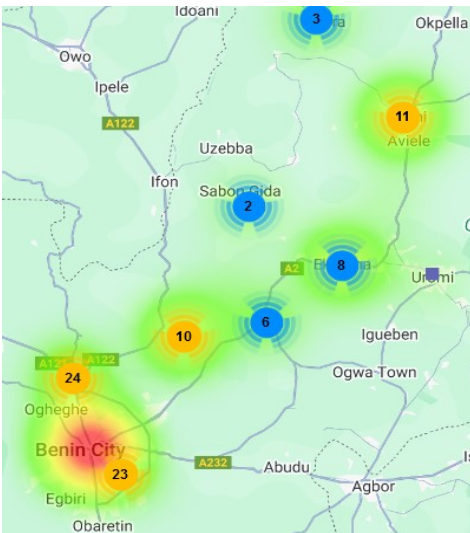 Idoani
3
Okpella
Owo
Ipele
11
A122
Aviele
Uzebba
Ifon
Sabon Gida
2
A2
8
Uromi
6
10
Igueben
A122
Ogwa Town
24
Ogheghe
Benin City
A232
Abudu
23
Agbor
Egbiri
Obaretin